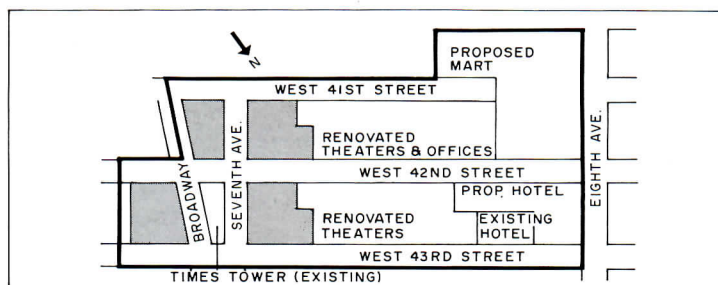 N
PROPOSED
MART
WEST 41ST STREET
BROADWAY
SEVENTH AVE.
EIGHTH AVE.
RENOVATED
THEATERS & OFFICES
WEST 42ND STREET
PROP. HOTEL
RENOVATED
THEATERS
EXISTING
HOTEL
WEST 43RD STREET
TIMES TOWER (EXISTING)